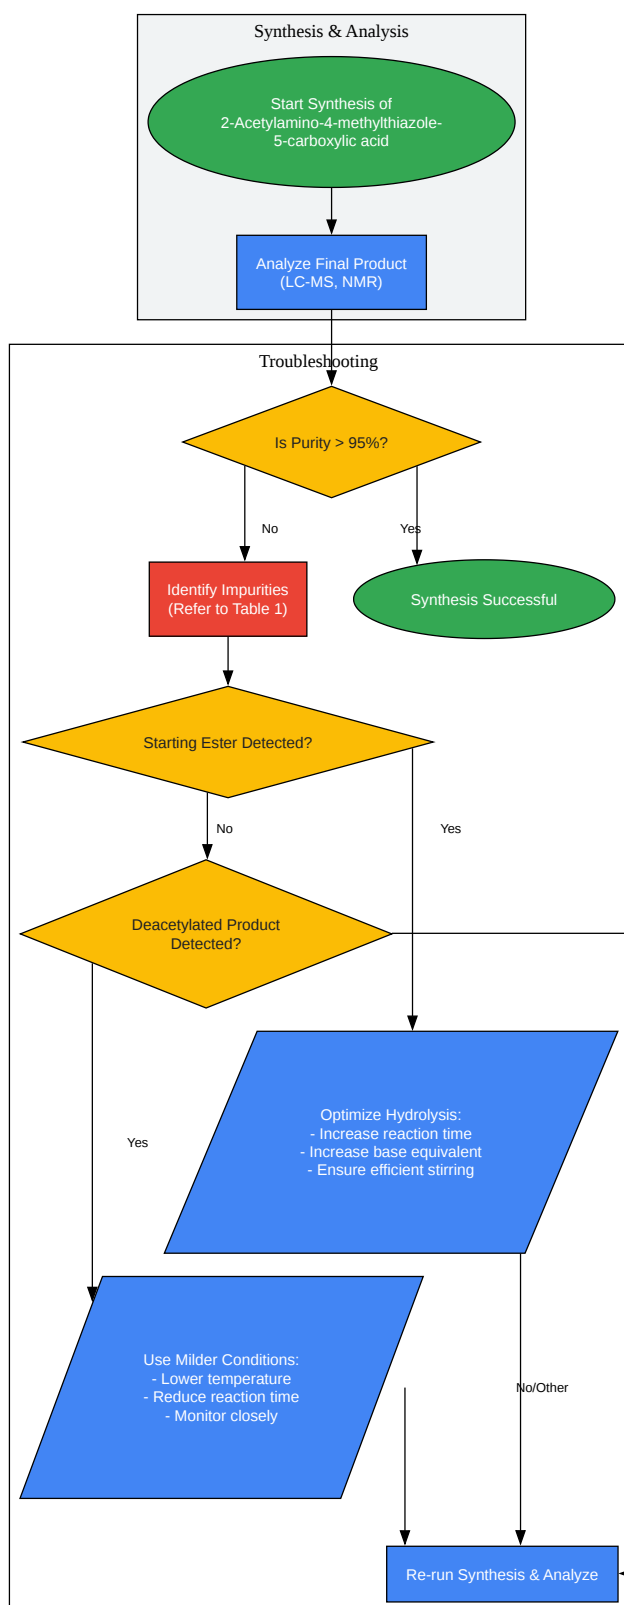 Synthesis & Analysis
Start Synthesis of
2-Acetylamino-4-methylthiazole-
5-carboxylic acid
Analyze Final Product
(LC-MS, NMR)
Troubleshooting
Is Purity > 95%?
No
Yes
Identify Impurities
(Refer to Table 1)
Synthesis Successful
Starting Ester Detected?
No
Yes
Deacetylated Product
Detected?
Optimize Hydrolysis:
- Increase reaction time
- Increase base equivalent
- Ensure efficient stirring
Yes
Use Milder Conditions:
- Lower temperature
- Reduce reaction time
- Monitor closely
No/Other
Re-run Synthesis & Analyze